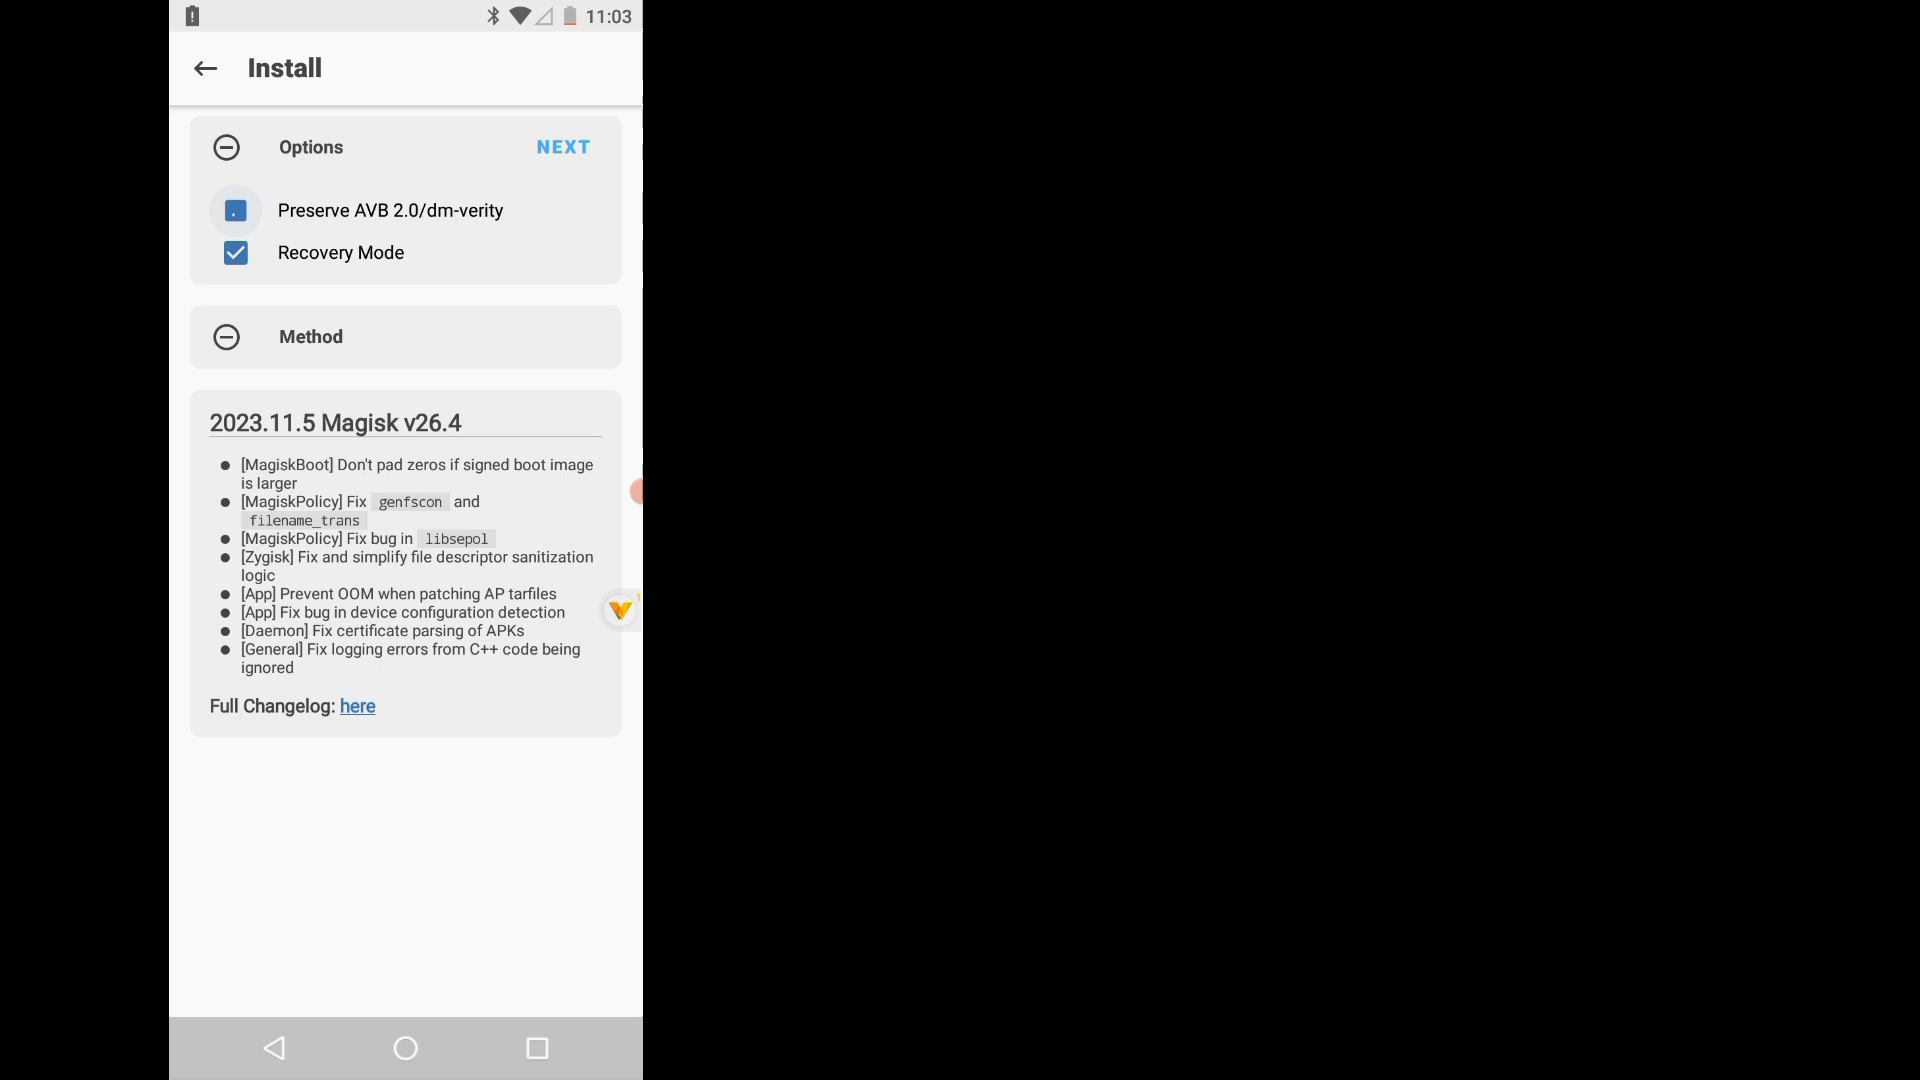 11:03
Install
Options NEXT
Preserve AVB 2.0/dm-verity
Recovery Mode
Method
2023.11.5 Magisk v26.4
[MagiskBoot] Don't pad zeros if signed boot image
is larger
[MagiskPolicy] Fix genfscon and
filename_trans
[MagiskPolicy] Fix bug in libsepol
[Zygisk] Fix and simplify file descriptor sanitization
logic
[App] Prevent OOM when patching AP tarfiles
[App] Fix bug in device configuration detection
[Daemon] Fix certificate parsing of APKs
[General] Fix logging errors from C++ code being
ignored
Full Changelog: here